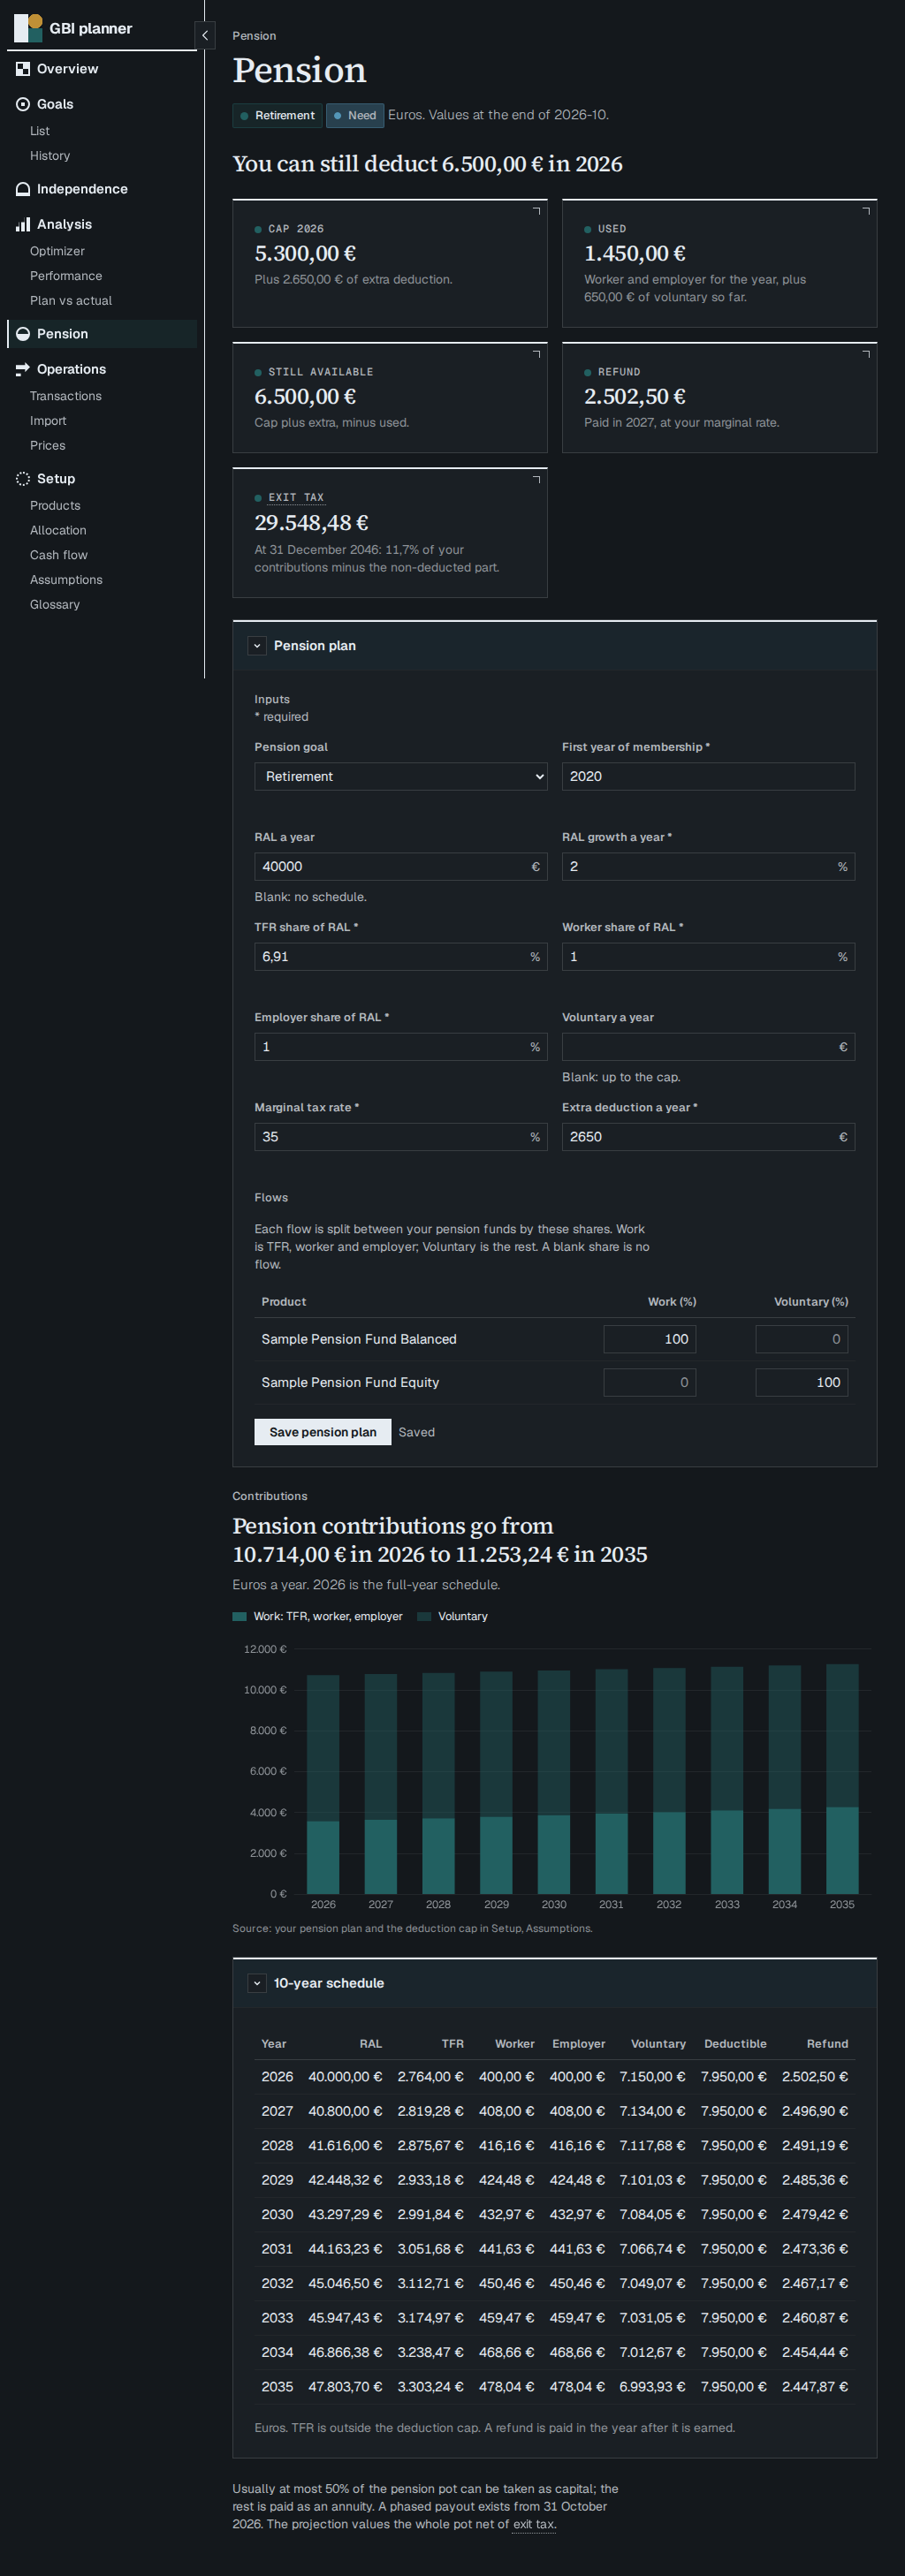 GBI planner
Overview
Goals
List
History
Independence
Analysis
Optimizer
Performance
Plan vs actual
Pension
Operations
Transactions
Import
Prices
Setup
Products
Allocation
Cash flow
Assumptions
Glossary
Pension
Pension
Retirement Need Euros. Values at the end of 2026-10.
You can still deduct 6.500,00 € in 2026
CAP 2026
5.300,00 €
Plus 2.650,00 € of extra deduction.
USED
1.450,00 €
Worker and employer for the year, plus
650,00 € of voluntary so far.
STILL AVAILABLE
6.500,00 €
Cap plus extra, minus used.
REFUND
2.502,50 €
Paid in 2027, at your marginal rate.
EXIT TAX
29.548,48 €
At 31 December 2046: 11,7% of your
contributions minus the non-deducted part.
Pension plan
Inputs
* required
Pension goal
Retirement
First year of membership *
2020
RAL a year
40000 €
Blank: no schedule.
RAL growth a year *
2 %
TFR share of RAL *
6,91 %
Worker share of RAL *
1 %
Employer share of RAL *
1 %
Voluntary a year
€
Blank: up to the cap.
Marginal tax rate *
35 %
Extra deduction a year *
2650 €
Flows
Each flow is split between your pension funds by these shares. Work
is TFR, worker and employer; Voluntary is the rest. A blank share is no
flow.
Product Work (%) Voluntary (%)
Sample Pension Fund Balanced 100 0
Sample Pension Fund Equity 0 100
Save pension plan Saved
Contributions
Pension contributions go from
10.714,00 € in 2026 to 11.253,24 € in 2035
Euros a year. 2026 is the full-year schedule.
Work: TFR, worker, employer Voluntary
12.000 €
10.000 €
8.000 €
6.000 €
4.000 €
2.000 €
0 €
2026 2027 2028 2029 2030 2031 2032 2033 2034 2035
Source: your pension plan and the deduction cap in Setup, Assumptions.
10-year schedule
Year RAL TFR Worker Employer Voluntary Deductible Refund
2026 40.000,00 € 2.764,00 € 400,00 € 400,00 € 7.150,00 € 7.950,00 € 2.502,50 €
2027 40.800,00 € 2.819,28 € 408,00 € 408,00 € 7.134,00 € 7.950,00 € 2.496,90 €
2028 41.616,00 € 2.875,67 € 416,16 € 416,16 € 7.117,68 € 7.950,00 € 2.491,19 €
2029 42.448,32 € 2.933,18 € 424,48 € 424,48 € 7.101,03 € 7.950,00 € 2.485,36 €
2030 43.297,29 € 2.991,84 € 432,97 € 432,97 € 7.084,05 € 7.950,00 € 2.479,42 €
2031 44.163,23 € 3.051,68 € 441,63 € 441,63 € 7.066,74 € 7.950,00 € 2.473,36 €
2032 45.046,50 € 3.112,71 € 450,46 € 450,46 € 7.049,07 € 7.950,00 € 2.467,17 €
2033 45.947,43 € 3.174,97 € 459,47 € 459,47 € 7.031,05 € 7.950,00 € 2.460,87 €
2034 46.866,38 € 3.238,47 € 468,66 € 468,66 € 7.012,67 € 7.950,00 € 2.454,44 €
2035 47.803,70 € 3.303,24 € 478,04 € 478,04 € 6.993,93 € 7.950,00 € 2.447,87 €
Euros. TFR is outside the deduction cap. A refund is paid in the year after it is earned.
Usually at most 50% of the pension pot can be taken as capital; the
rest is paid as an annuity. A phased payout exists from 31 October
2026. The projection values the whole pot net of exit tax.